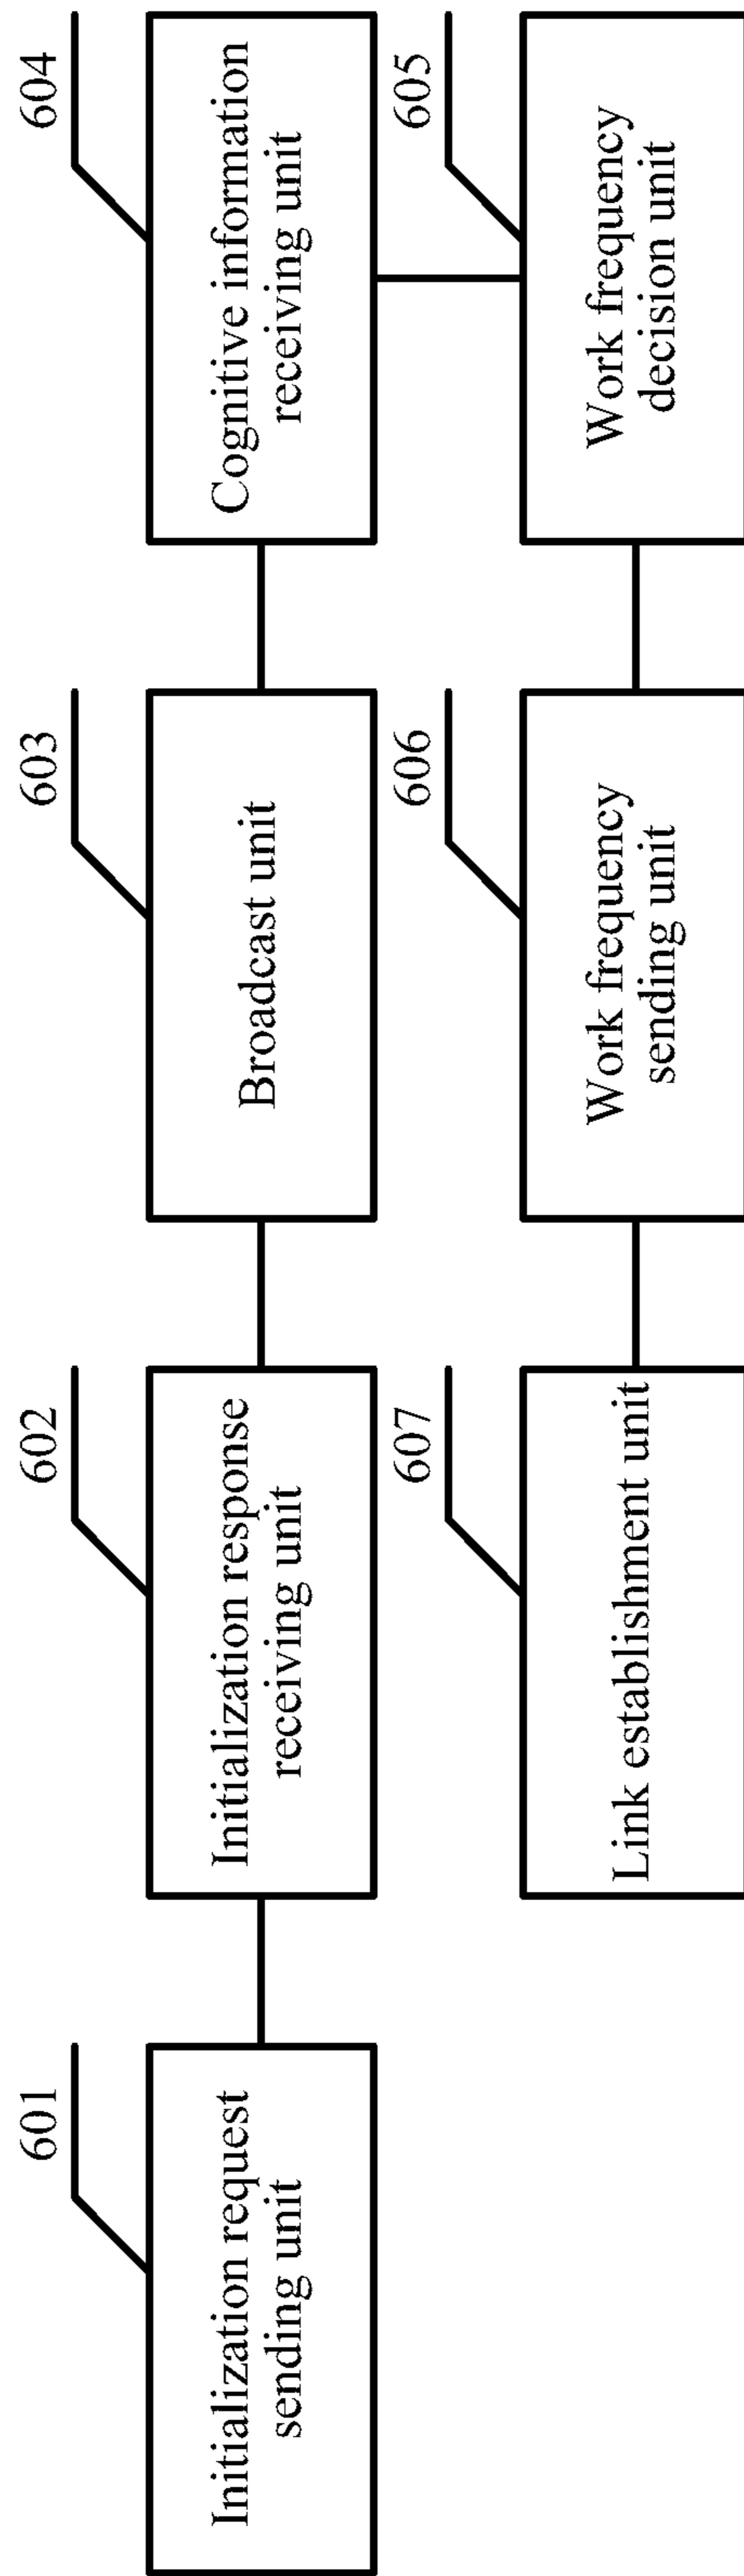 601
Initialization request
sending unit
602
Initialization response
receiving unit
603
Broadcast unit
604
Cognitive information
receiving unit
605
Work frequency
decision unit
606
Work frequency
sending unit
607
Link establishment unit